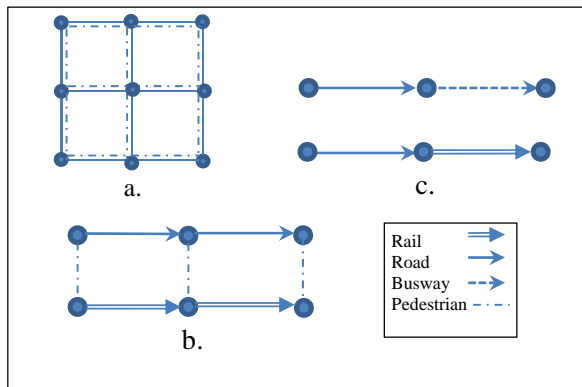 a.
c.
b.
Rail
Road
Busway
Pedestrian